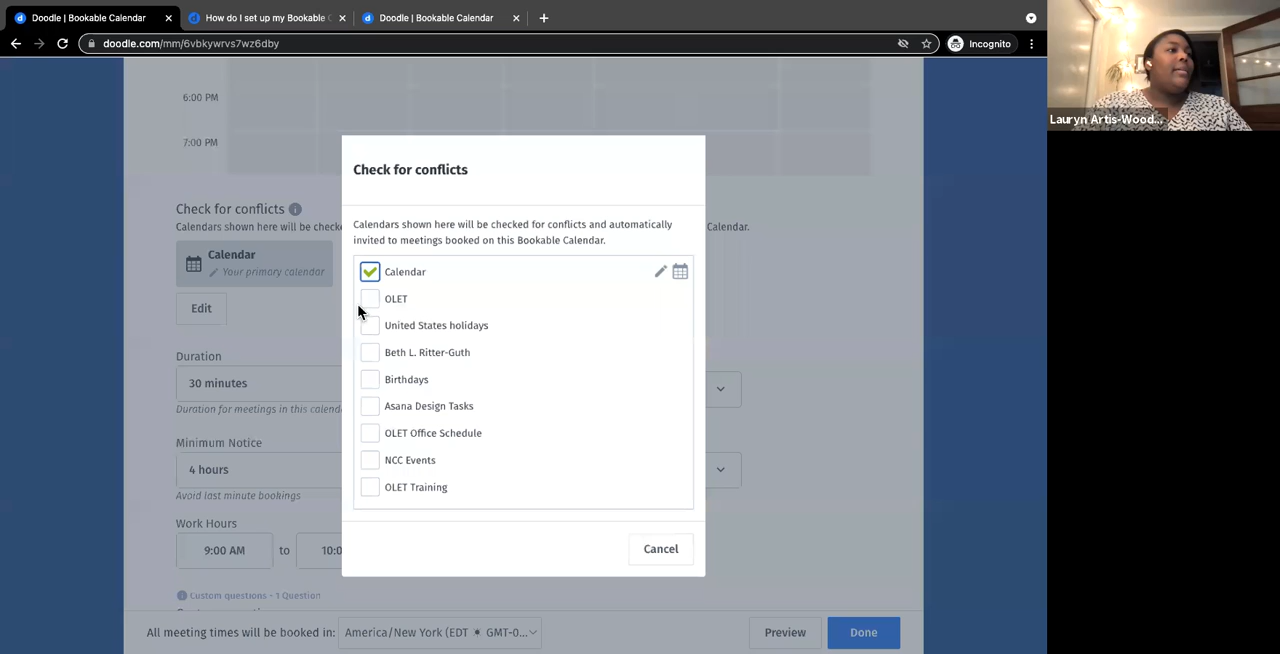 Doodle | Bookable Calendar
How do I set up my Bookable C
Doodle | Bookable Calendar
doodle.com/mm/6vbkywrvs7wz6dby
Incognito
Lauryn Artis-Wood...
6:00 PM
7:00 PM
Check for conflicts
Calendars shown here will be checke
Calendar.
Calendar
Your primary calendar
Edit
Duration
30 minutes
Duration for meetings in this calenda
Minimum Notice
4 hours
Avoid last minute bookings
Work Hours
9:00 AM to 10:0
Custom questions - 1 Question
Check for conflicts
Calendars shown here will be checked for conflicts and automatically
invited to meetings booked on this Bookable Calendar.
Calendar
OLET
United States holidays
Beth L. Ritter-Guth
Birthdays
Asana Design Tasks
OLET Office Schedule
NCC Events
OLET Training
Cancel
All meeting times will be booked in: America/New York (EDT ☀ GMT-0...
Preview
Done